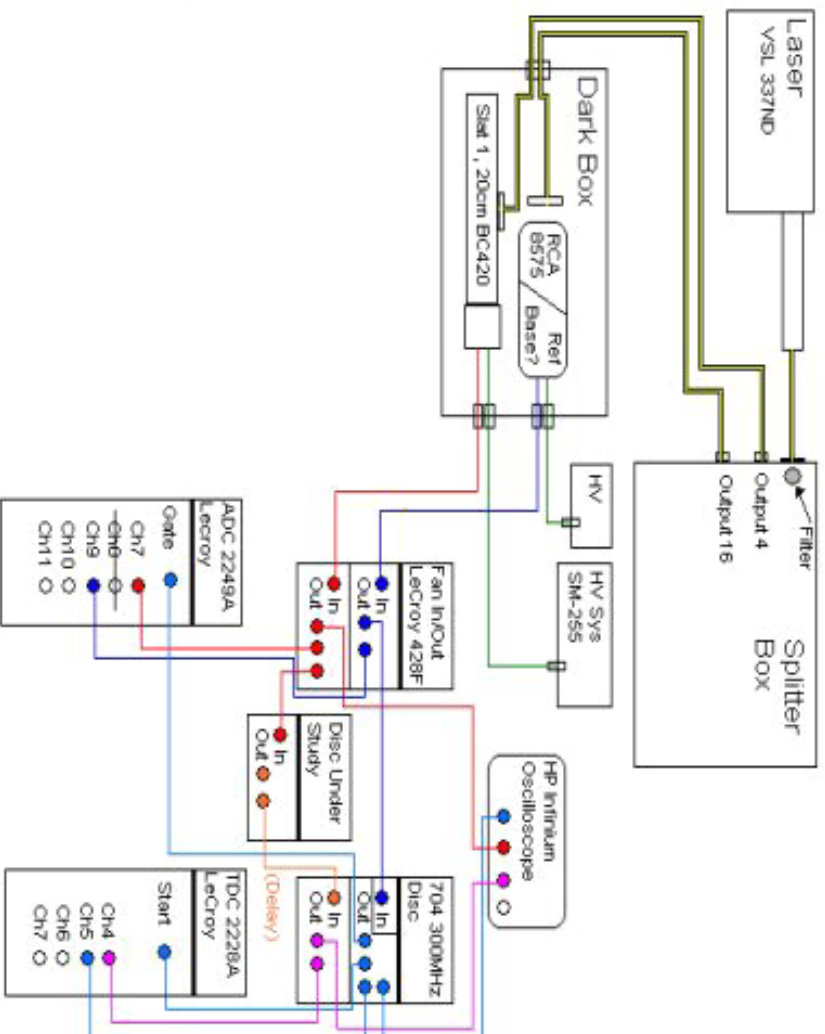 Laser
VSL 337ND
Filter
Output 4
Output 16
Splitter
Box
Dark Box
Slat 1, 20cm BC420
RCA
8575
Ref
Base?
HV
HV Sys
SM-255
Fan In/Out
LeCroy 428F
In
Out
In
Out
ADC 2249A
Lecroy
Gate
Ch7
Ch8
Ch9
Ch10
Ch11
Disc Under
Study
In
Out
HP Infinium
Oscilloscope
704 300MHz
Disc
In
Out
In
Out
(Delay)
TDC 2228A
LeCroy
Start
Ch4
Ch5
Ch6
Ch7